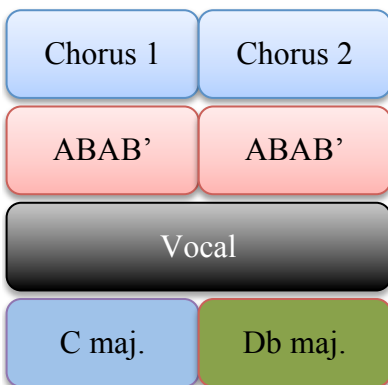 Chorus 1 Chorus 2
ABAB’ ABAB’
Vocal
C maj. Db maj.